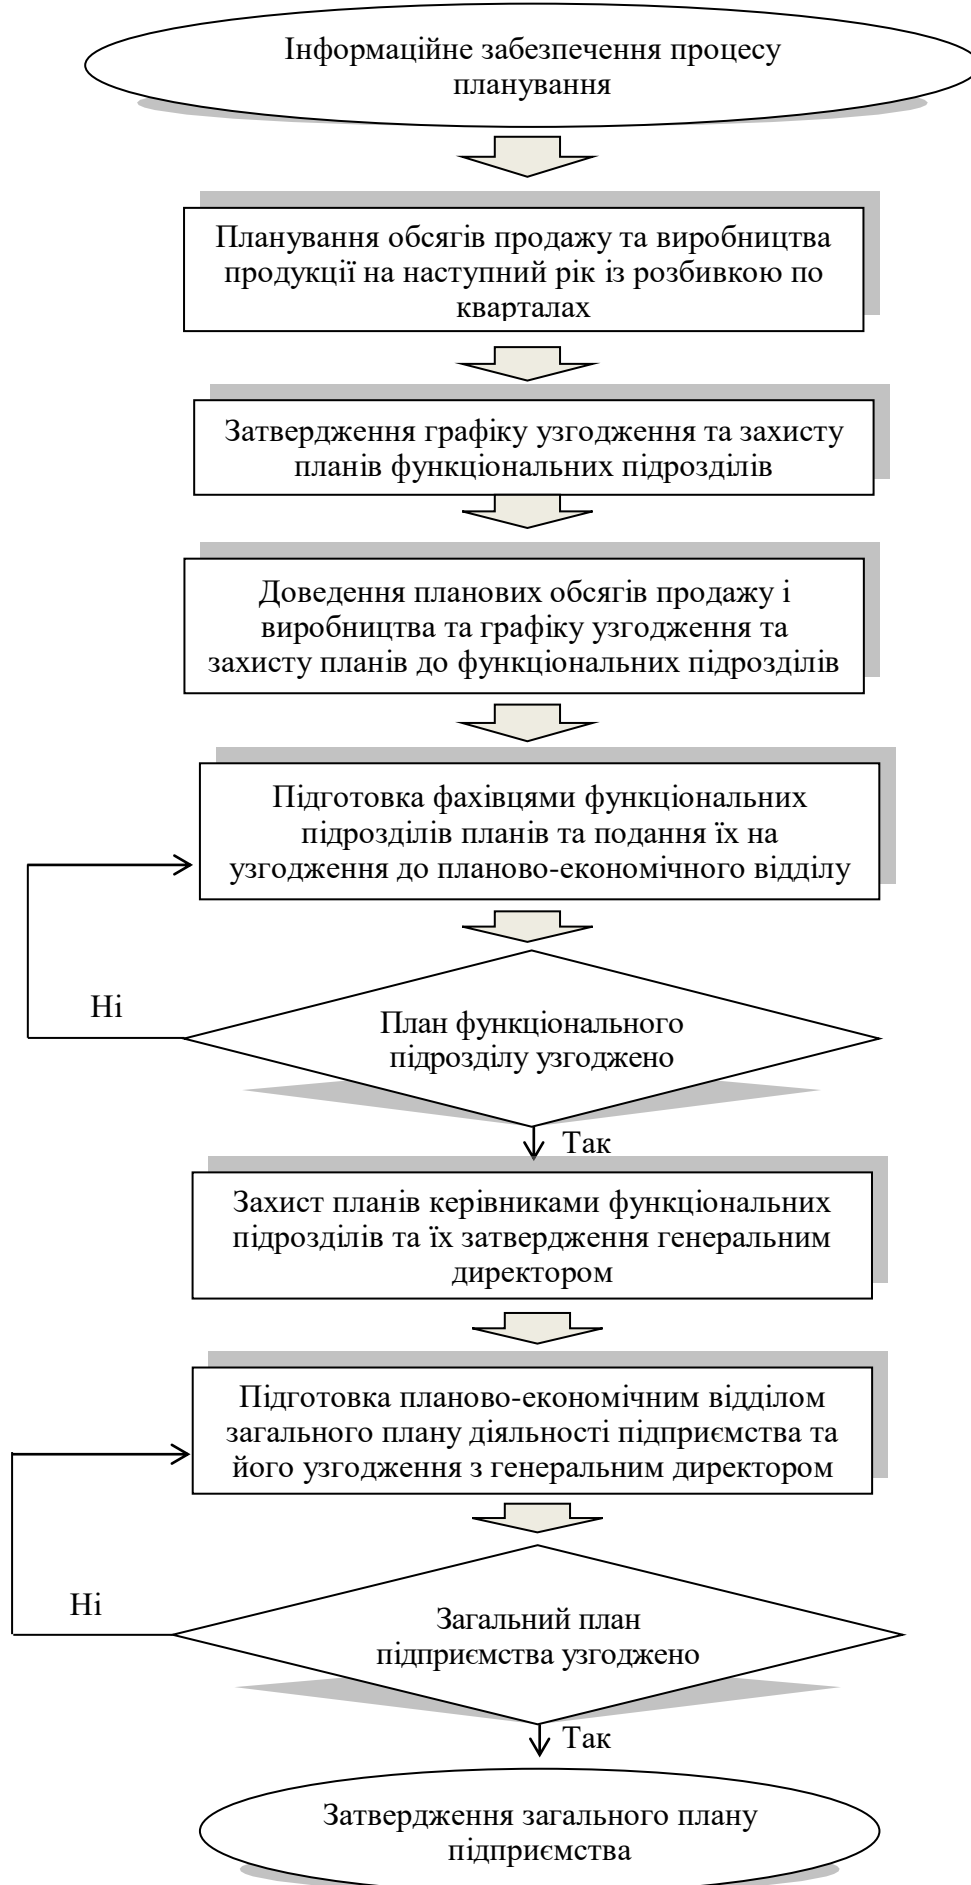 Інформаційне забезпечення процесу
планування
Планування обсягів продажу та виробництва
продукції на наступний рік із розбивкою по
кварталах
Затвердження графіку узгодження та захисту
планів функціональних підрозділів
Доведення планових обсягів продажу і
виробництва та графіку узгодження та
захисту планів до функціональних підрозділів
Підготовка фахівцями функціональних
підрозділів планів та подання їх на
узгодження до планово-економічного відділу
Ні
План функціонального
підрозділу узгоджено
Так
Захист планів керівниками функціональних
підрозділів та їх затвердження генеральним
директором
Підготовка планово-економічним відділом
загального плану діяльності підприємства та
його узгодження з генеральним директором
Ні
Загальний план
підприємства узгоджено
Так
Затвердження загального плану
підприємства